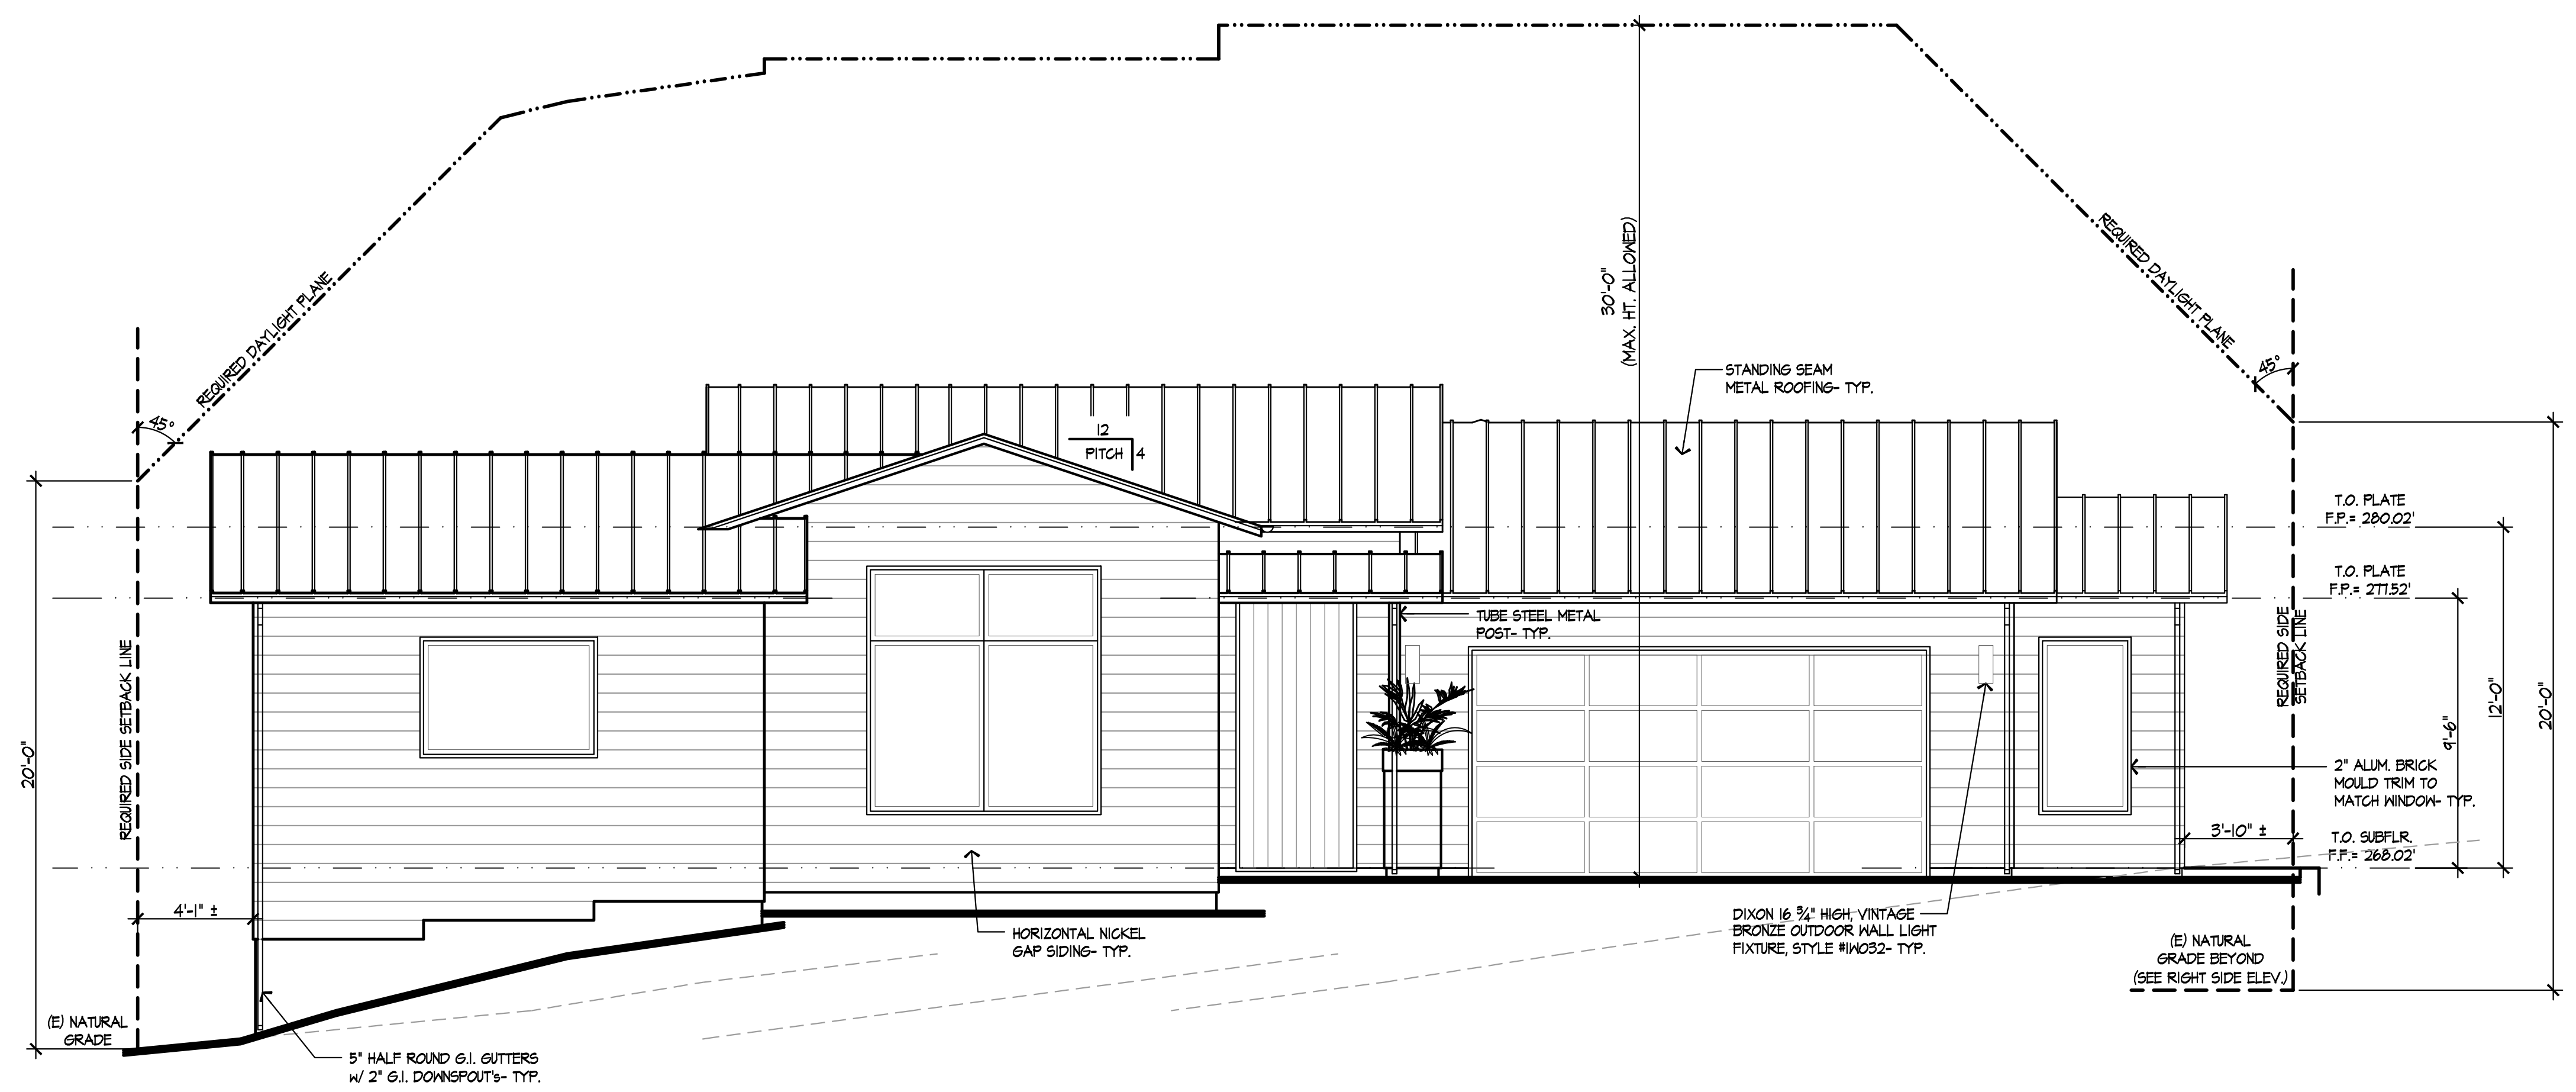 REQUIRED DAYLIGHT PLANE
45°
20'-0"
REQUIRED SIDE SETBACK LINE
4'-1" ±
(E) NATURAL
GRADE
5" HALF ROUND G.I. GUTTERS
w/ 2" G.I. DOWNSPOUT's- TYP.
12
PITCH 4
HORIZONTAL NICKEL
GAP SIDING- TYP.
30'-0"
(MAX. HT. ALLOWED)
STANDING SEAM
METAL ROOFING- TYP.
TUBE STEEL METAL
POST- TYP.
DIXON 16 ¾" HIGH, VINTAGE
BRONZE OUTDOOR WALL LIGHT
FIXTURE, STYLE #IW032- TYP.
REQUIRED DAYLIGHT PLANE
45°
T.O. PLATE
F.P.= 280.02'
T.O. PLATE
F.P.= 277.52'
REQUIRED SIDE
SETBACK LINE
2" ALUM. BRICK
MOULD TRIM TO
MATCH WINDOW- TYP.
3'-10" ±
T.O. SUBFLR.
F.F.= 268.02'
9'-6"
12'-0"
20'-0"
(E) NATURAL
GRADE BEYOND
(SEE RIGHT SIDE ELEV.)